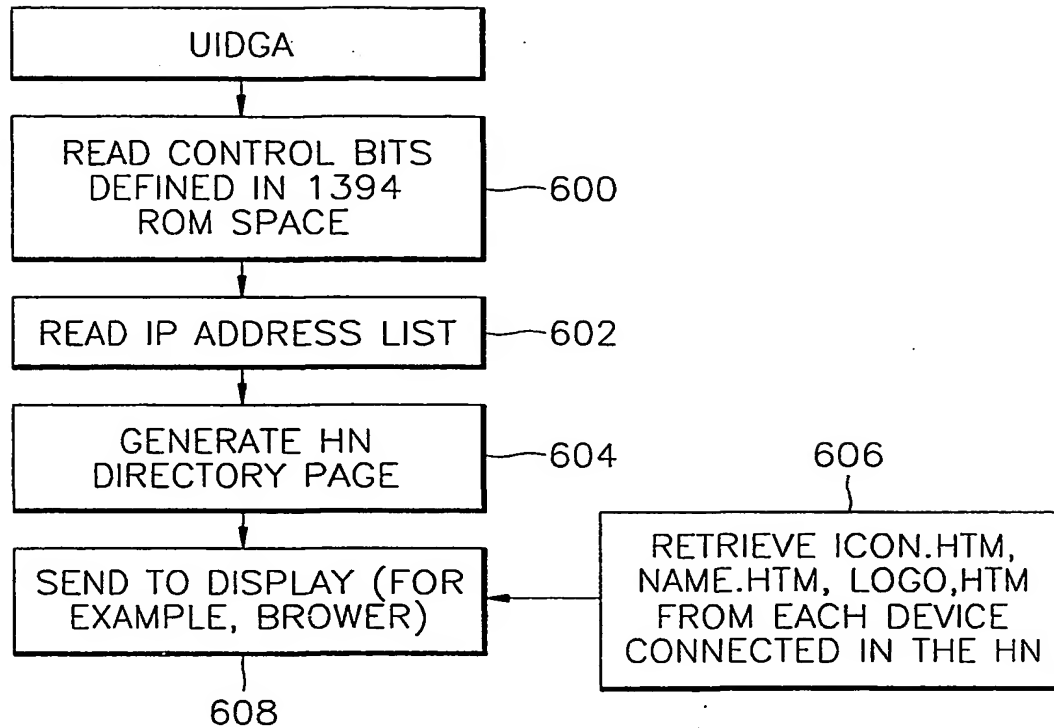 UIDGA
READ CONTROL BITS
DEFINED IN 1394
ROM SPACE
600
READ IP ADDRESS LIST
602
GENERATE HN
DIRECTORY PAGE
604
606
SEND TO DISPLAY (FOR
EXAMPLE, BROWER)
608
RETRIEVE ICON.HTM,
NAME.HTM, LOGO,HTM
FROM EACH DEVICE
CONNECTED IN THE HN